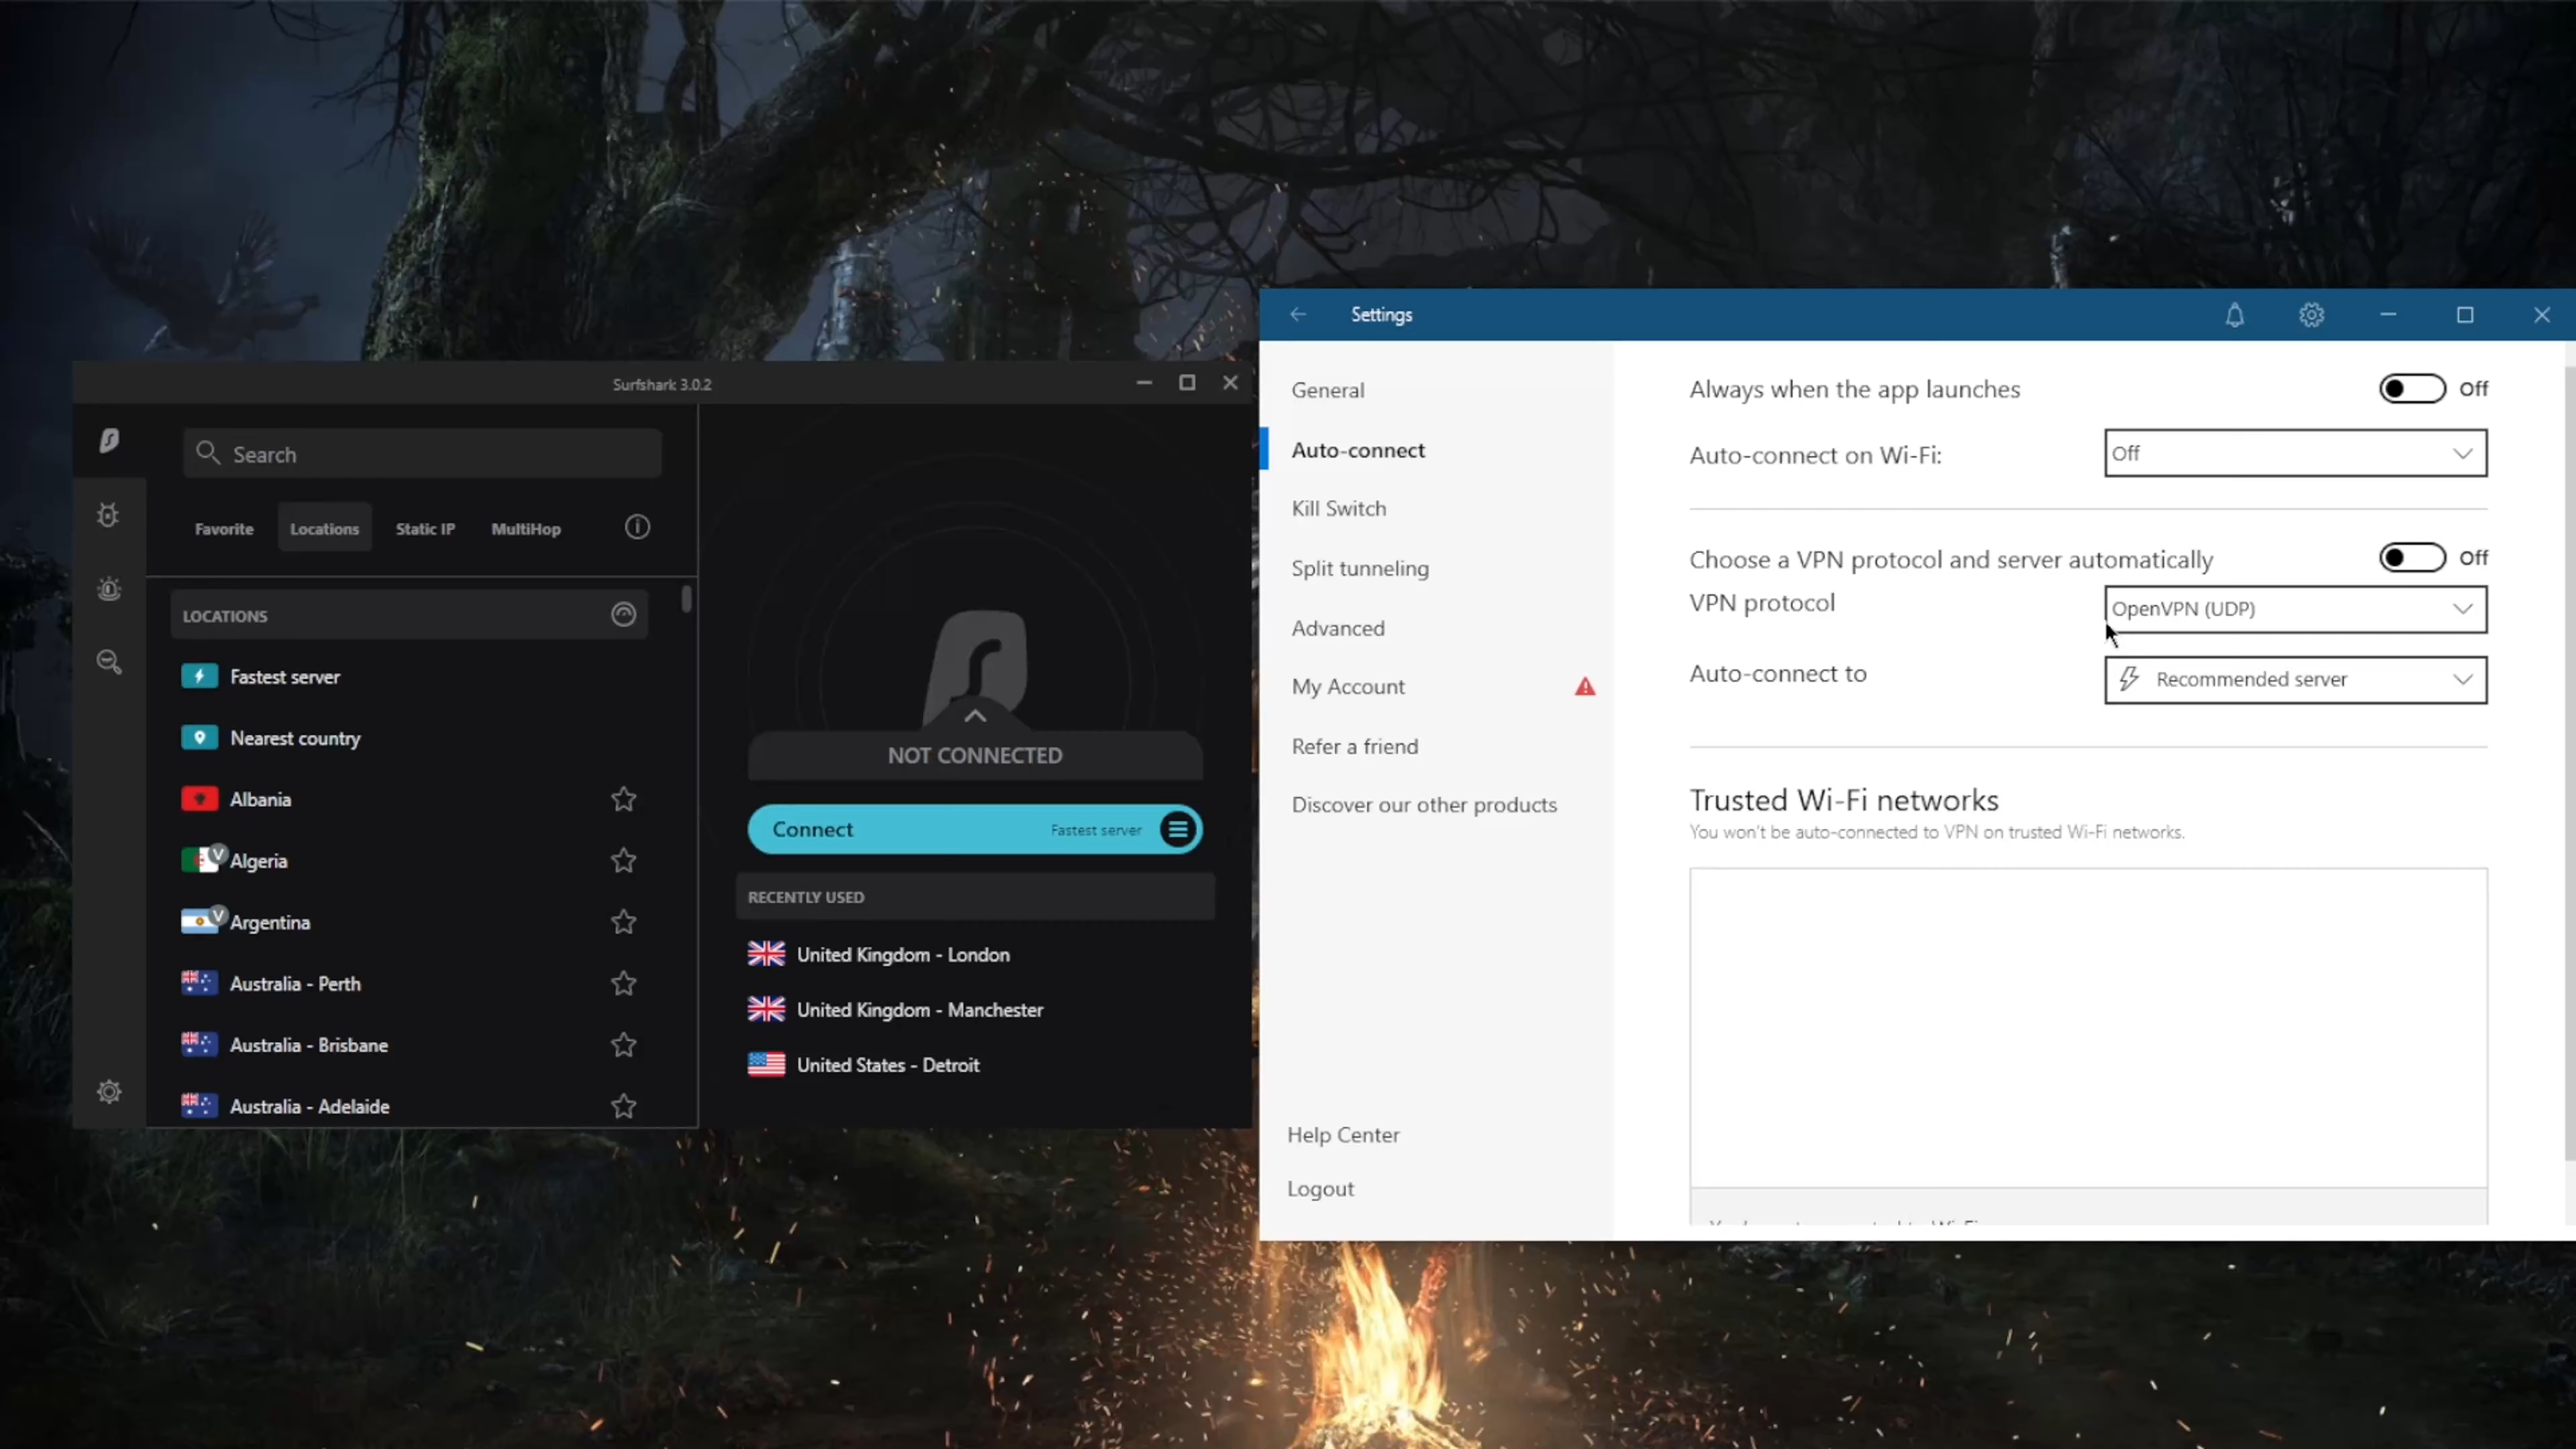 Surfshark 3.0.2
Search
Favorite
Locations
Static IP
MultiHop
LOCATIONS
Fastest server
Nearest country
Albania
V
Algeria
V
Argentina
Australia - Perth
Australia - Brisbane
Australia - Adelaide
NOT CONNECTED
Connect
Fastest server
RECENTLY USED
United Kingdom - London
United Kingdom - Manchester
United States - Detroit
Settings
General
Auto-connect
Kill Switch
Split tunneling
Advanced
My Account
Refer a friend
Discover our other products
Help Center
Logout
Always when the app launches
Off
Auto-connect on Wi-Fi:
Off
Choose a VPN protocol and server automatically
Off
VPN protocol
OpenVPN (UDP)
Auto-connect to
Recommended server
Trusted Wi-Fi networks
You won't be auto-connected to VPN on trusted Wi-Fi networks.